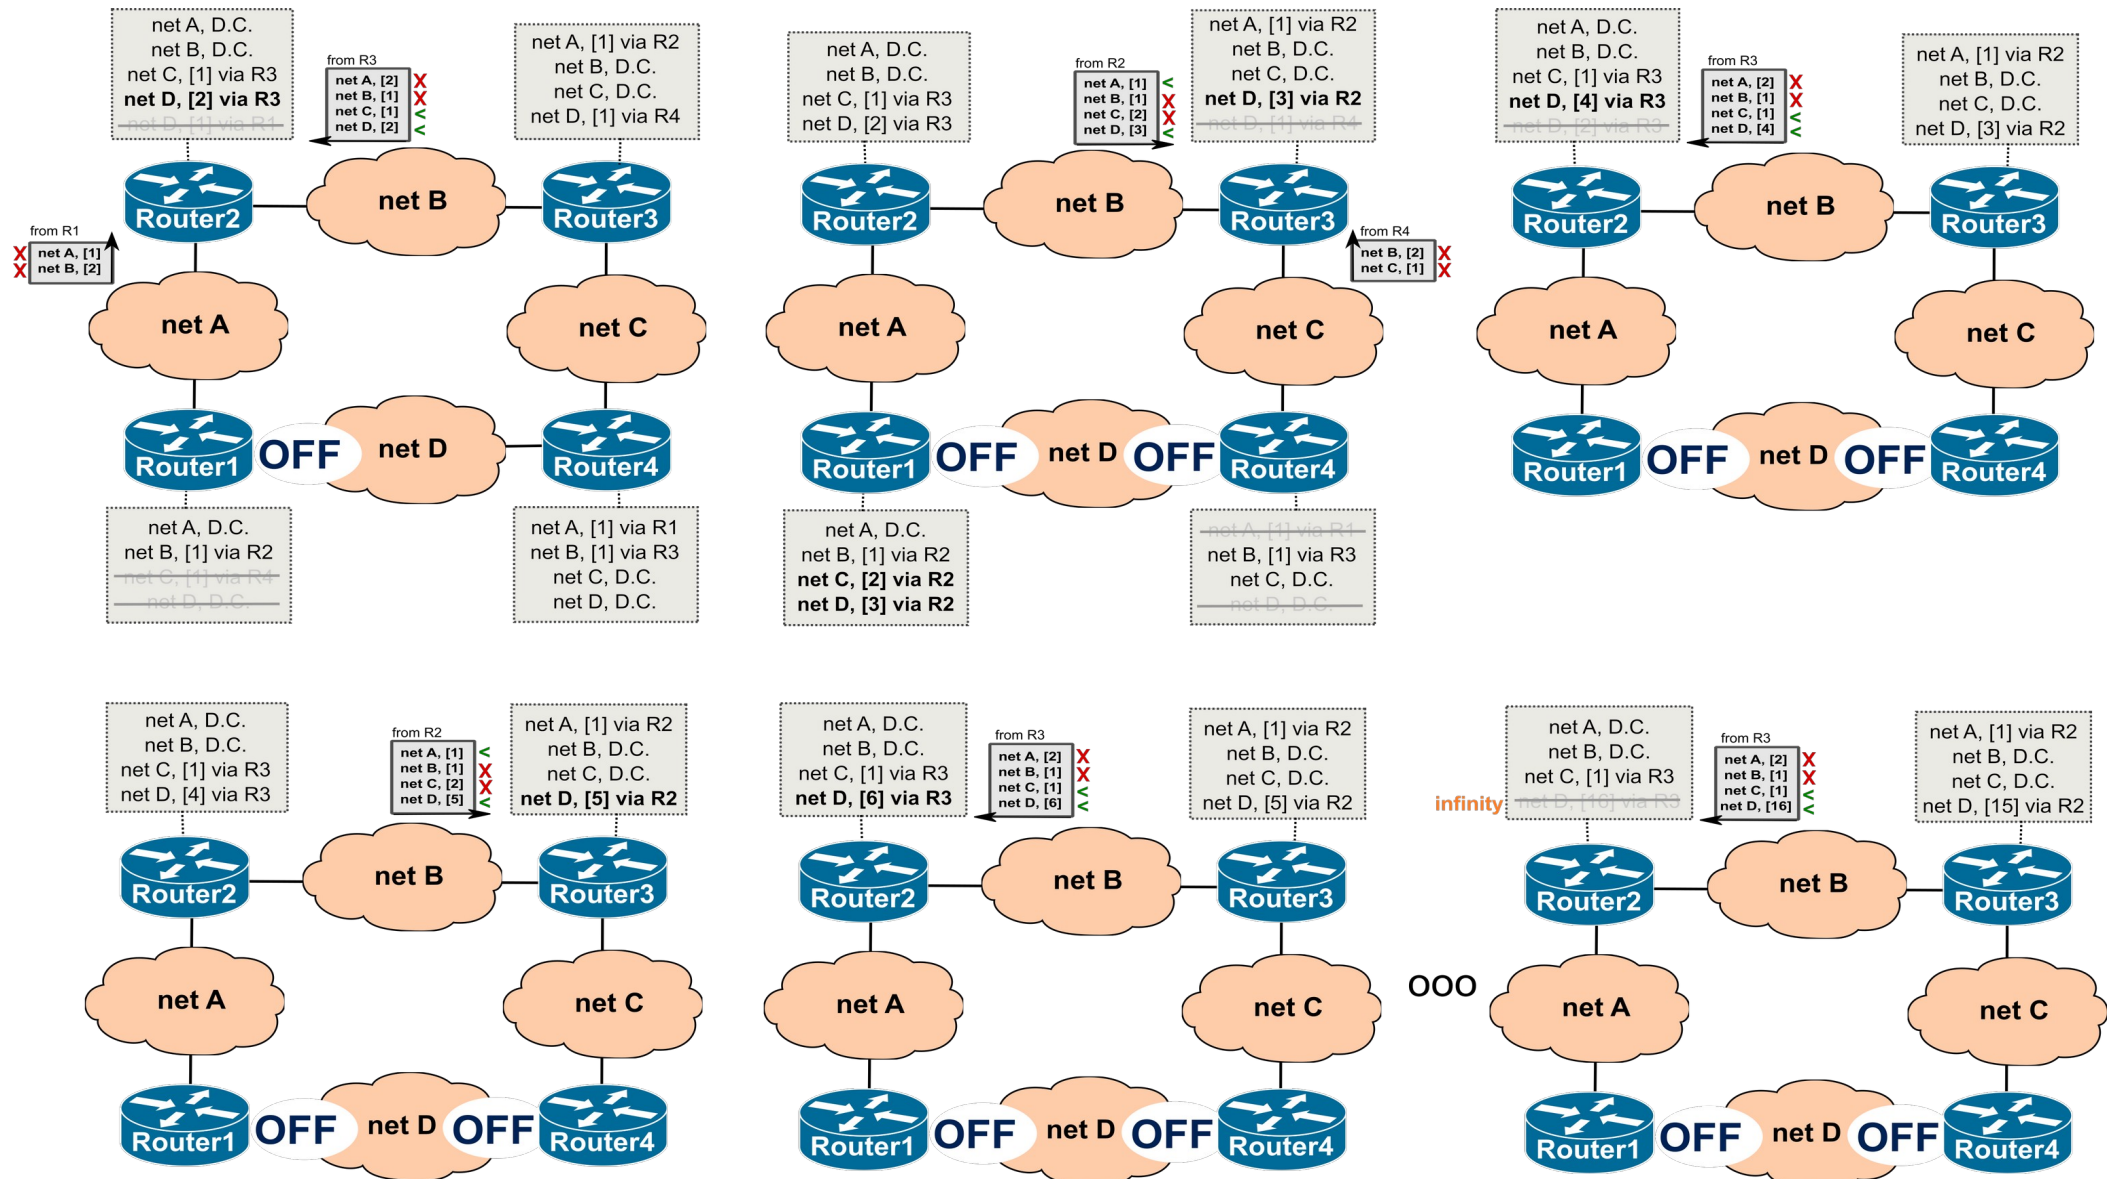 net A, D.C.
net B, D.C.
net C, [1] via R3
net D, [2] via R3
net D, [1] via R1
from R3
net A, [2]
X
net B, [1]
X
net C, [1]
<
net D, [2]
<
net A, [1] via R2
net B, D.C.
net C, D.C.
net D, [1] via R4
Router2
net B
Router3
from R1
X
net A, [1]
X
net B, [2]
net A
net C
Router1
OFF
net D
Router4
net A, D.C.
net B, [1] via R2
net C, [1] via R4
net D, D.C.
net A, [1] via R1
net B, [1] via R3
net C, D.C.
net D, D.C.
net A, D.C.
net B, D.C.
net C, [1] via R3
net D, [2] via R3
from R2
net A, [1]
<
net B, [1]
X
net C, [2]
X
net D, [3]
<
net A, [1] via R2
net B, D.C.
net C, D.C.
net D, [3] via R2
net D, [1] via R4
Router2
net B
Router3
from R4
net B, [2]
X
net C, [1]
X
net A
net C
Router1
OFF
net D
OFF
Router4
net A, D.C.
net B, [1] via R2
net C, [2] via R2
net D, [3] via R2
net A, [1] via R1
net B, [1] via R3
net C, D.C.
net D, D.C.
net A, D.C.
net B, D.C.
net C, [1] via R3
net D, [4] via R3
net D, [2] via R3
from R3
net A, [2]
X
net B, [1]
X
net C, [1]
<
net D, [4]
<
net A, [1] via R2
net B, D.C.
net C, D.C.
net D, [3] via R2
Router2
net B
Router3
net A
net C
Router1
OFF
net D
OFF
Router4
net A, D.C.
net B, D.C.
net C, [1] via R3
net D, [4] via R3
from R2
net A, [1]
<
net B, [1]
X
net C, [2]
X
net D, [5]
<
net A, [1] via R2
net B, D.C.
net C, D.C.
net D, [5] via R2
Router2
net B
Router3
net A
net C
Router1
OFF
net D
OFF
Router4
net A, D.C.
net B, D.C.
net C, [1] via R3
net D, [6] via R3
from R3
net A, [2]
X
net B, [1]
X
net C, [1]
<
net D, [6]
<
net A, [1] via R2
net B, D.C.
net C, D.C.
net D, [5] via R2
Router2
net B
Router3
net A
net C
Router1
OFF
net D
OFF
Router4
OOO
net A, D.C.
net B, D.C.
net C, [1] via R3
infinity
net D, [16] via R3
from R3
net A, [2]
X
net B, [1]
X
net C, [1]
<
net D, [16]
<
net A, [1] via R2
net B, D.C.
net C, D.C.
net D, [15] via R2
Router2
net B
Router3
net A
net C
Router1
OFF
net D
OFF
Router4